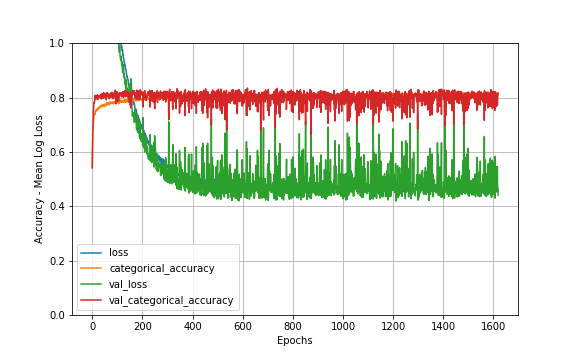 1.0
0.8
0.6
0.4
0.2
0.0
Accuracy - Mean Log Loss
loss
categorical_accuracy
val_loss
val_categorical_accuracy
0 200 400 600 800 1000 1200 1400 1600
Epochs